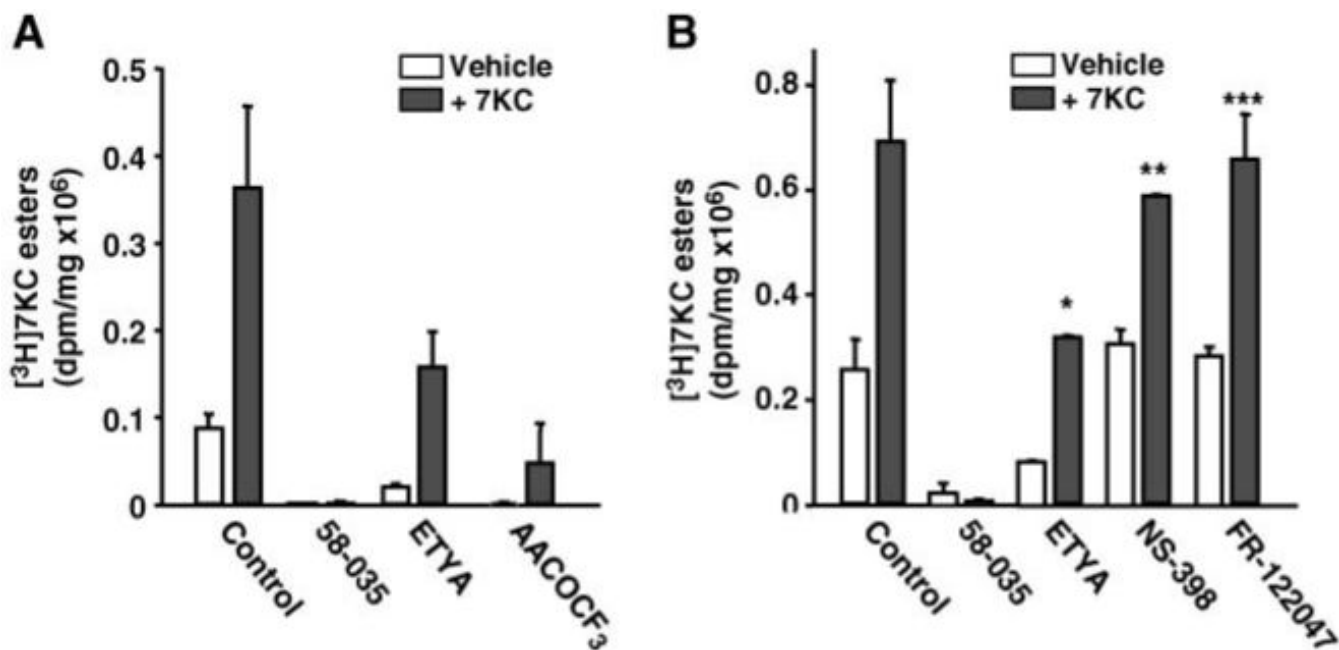 A
Vehicle
+ 7KC
[³H]7KC esters
(dpm/mg x10⁶)
0.5
0.4
0.3
0.2
0.1
0
Control
58-035
ETYA
AACOCF₃
B
Vehicle
+ 7KC
[³H]7KC esters
(dpm/mg x10⁶)
0.8
0.6
0.4
0.2
0
*
**
***
Control
58-035
ETYA
NS-398
FR-122047